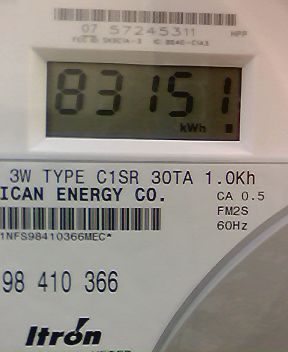 07 57245311
HPP
83151
kWh
3W TYPE C1SR 30TA 1.0Kh
ICAN ENERGY CO.
CA 0.5
FM2S
60Hz
1NFS98410366MEC*
98 410 366
Itron